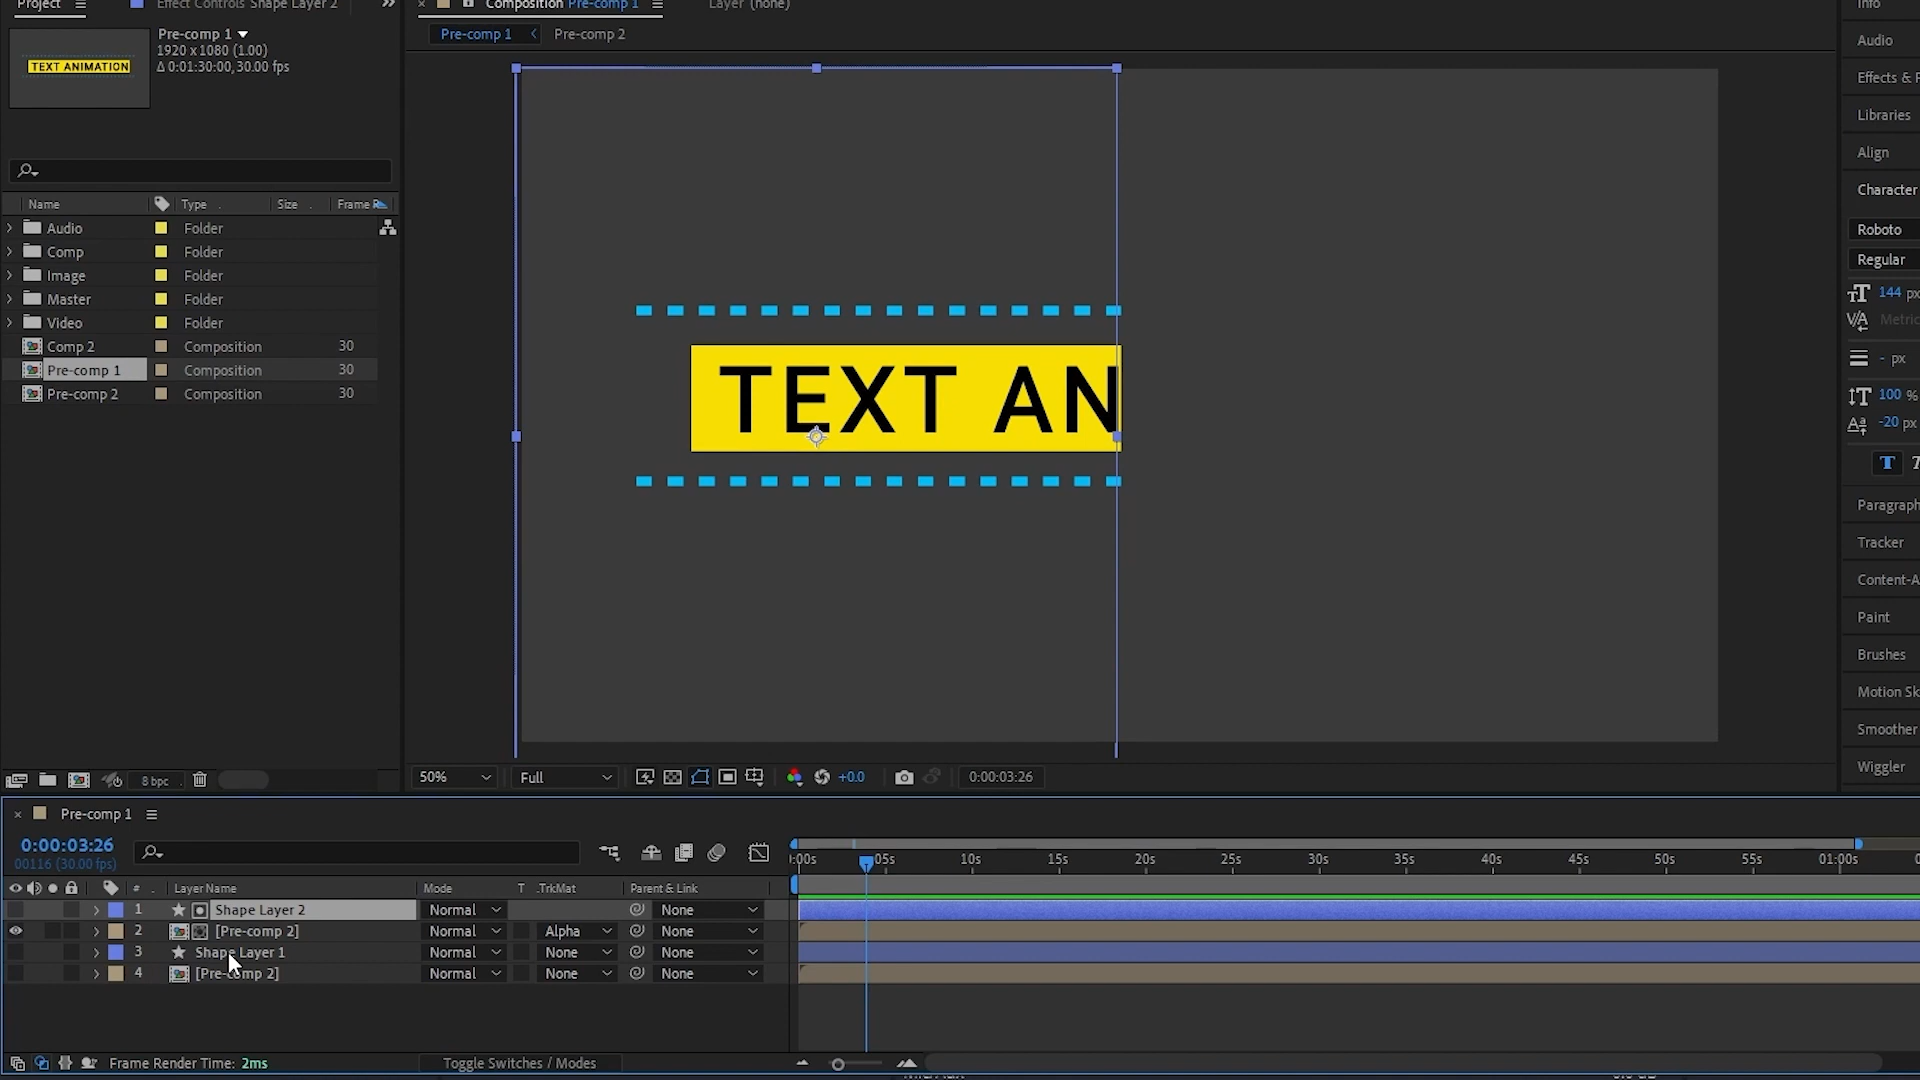 Project
Effect Controls Shape Layer 2
Composition Pre-comp 1
Layer (none)
Info
Pre-comp 1
1920 x 1080 (1.00)
Δ 0:01:30:00, 30.00 fps
TEXT ANIMATION
Pre-comp 1
Pre-comp 2
Audio
Effects & P
Libraries
Align
Character
Name
Type
Size
Frame R
Audio
Folder
Comp
Folder
Image
Folder
Master
Folder
Video
Folder
Comp 2
Composition
30
Pre-comp 1
Composition
30
Pre-comp 2
Composition
30
TEXT AN
Roboto
Regular
144 px
Metric
- px
100 %
-20 px
T
T
Paragraph
Tracker
Content-A
Paint
Brushes
Motion Sk
Smoother
Wiggler
8 bpc
50%
Full
+0.0
0:00:03:26
Pre-comp 1
0:00:03:26
00116 (30.00 fps)
:00s
05s
10s
15s
20s
25s
30s
35s
40s
45s
50s
55s
01:00s
#
Layer Name
Mode
T
.TrkMat
Parent & Link
1
Shape Layer 2
Normal
None
2
[Pre-comp 2]
Normal
Alpha
None
3
Shape Layer 1
Normal
None
None
4
[Pre-comp 2]
Normal
None
None
Frame Render Time: 2ms
Toggle Switches / Modes